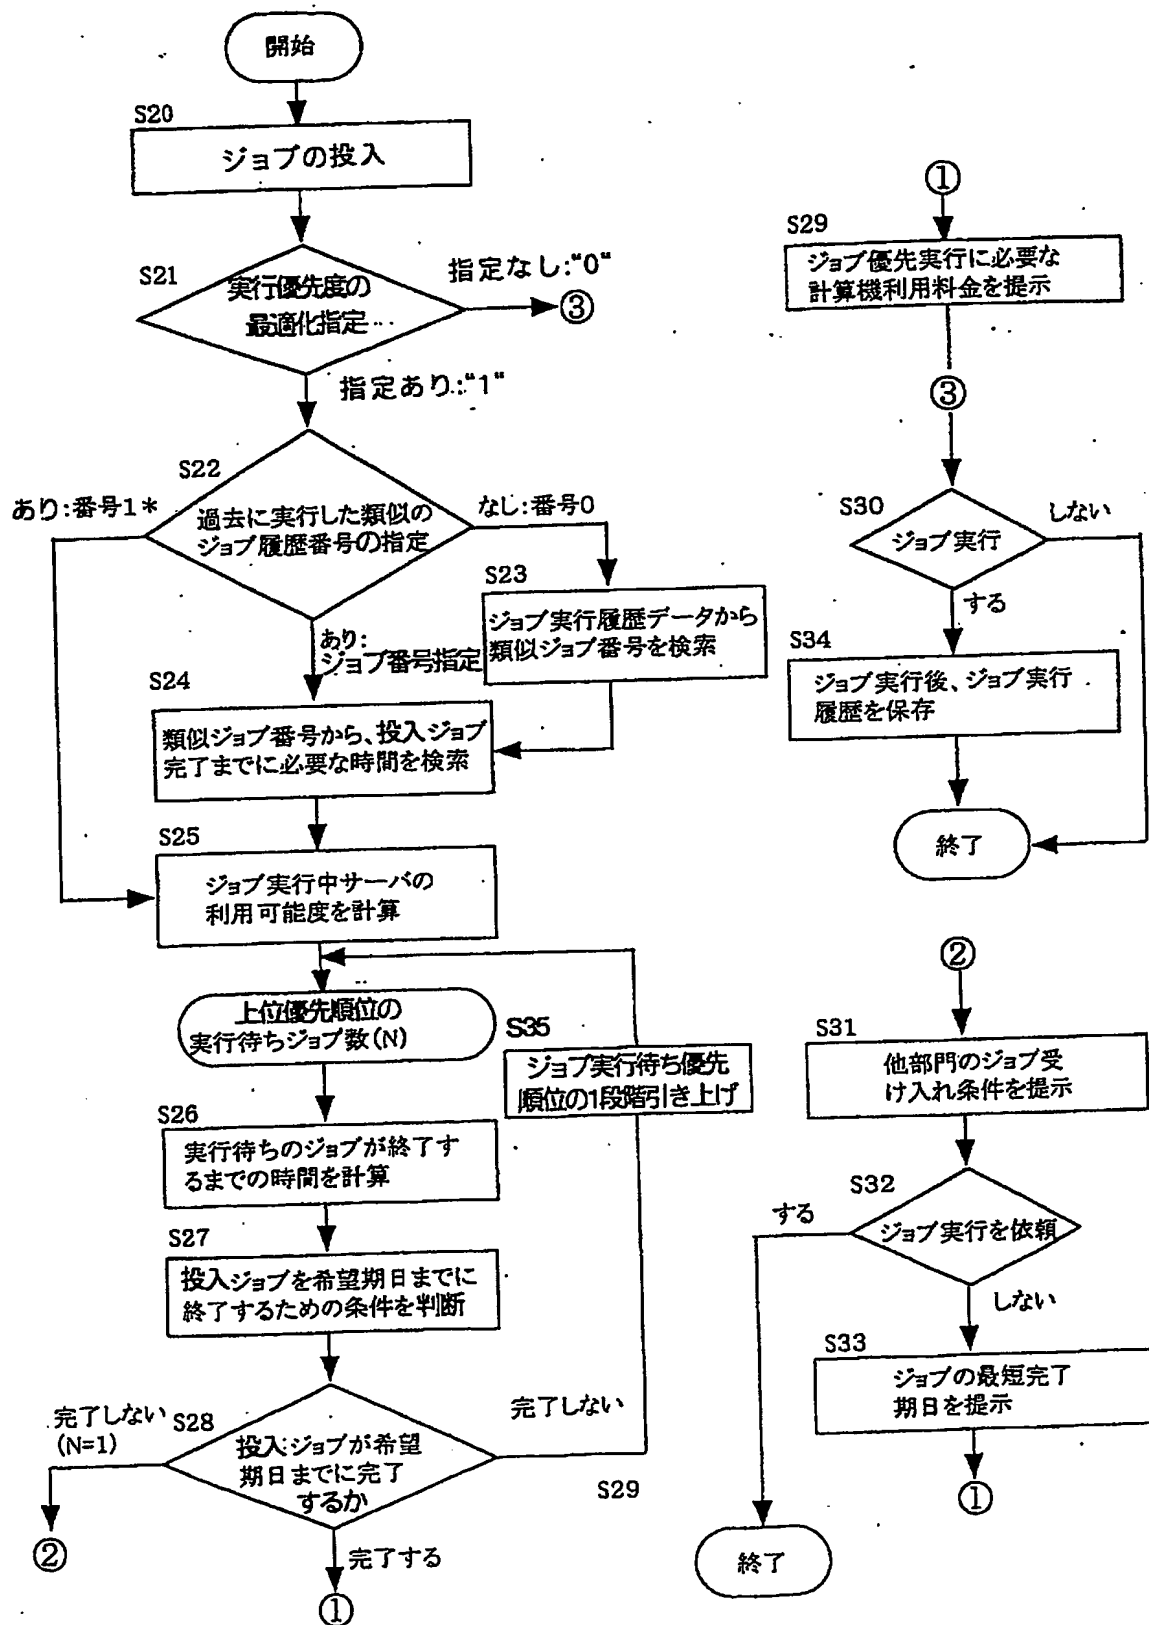 開始
S20
ジョブの投入
S21
実行優先度の
最適化指定
指定なし:"0"
③
指定あり:"1"
S22
過去に実行した類似の
ジョブ履歴番号の指定
あり:番号1*
なし:番号0
S23
ジョブ実行履歴データから
類似ジョブ番号を検索
あり:
ジョブ番号指定
S24
類似ジョブ番号から、投入ジョブ
完了までに必要な時間を検索
S25
ジョブ実行中サーバの
利用可能度を計算
上位優先順位の
実行待ちジョブ数(N)
S35
ジョブ実行待ち優先
順位の1段階引き上げ
S26
実行待ちのジョブが終了す
るまでの時間を計算
S27
投入ジョブを希望期日までに
終了するための条件を判断
S28
投入ジョブが希望
期日までに完了
するか
完了しない
(N=1)
②
完了しない
S29
完了する
①
①
S29
ジョブ優先実行に必要な
計算機利用料金を提示
③
S30
ジョブ実行
しない
する
S34
ジョブ実行後、ジョブ実行
履歴を保存
終了
②
S31
他部門のジョブ受
け入れ条件を提示
S32
ジョブ実行を依頼
する
しない
S33
ジョブの最短完了
期日を提示
①
終了